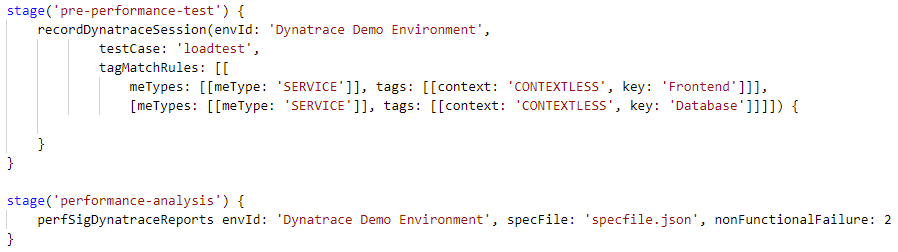 stage('pre-performance-test') {
    recordDynatraceSession(envId: 'Dynatrace Demo Environment',
            testCase: 'loadtest',
            tagMatchRules: [[
                meTypes: [[meType: 'SERVICE']], tags: [[context: 'CONTEXTLESS', key: 'Frontend']]],
                [meTypes: [[meType: 'SERVICE']], tags: [[context: 'CONTEXTLESS', key: 'Database']]]]) {

    }
}

stage('performance-analysis') {
    perfSigDynatraceReports envId: 'Dynatrace Demo Environment', specFile: 'specfile.json', nonFunctionalFailure: 2
}